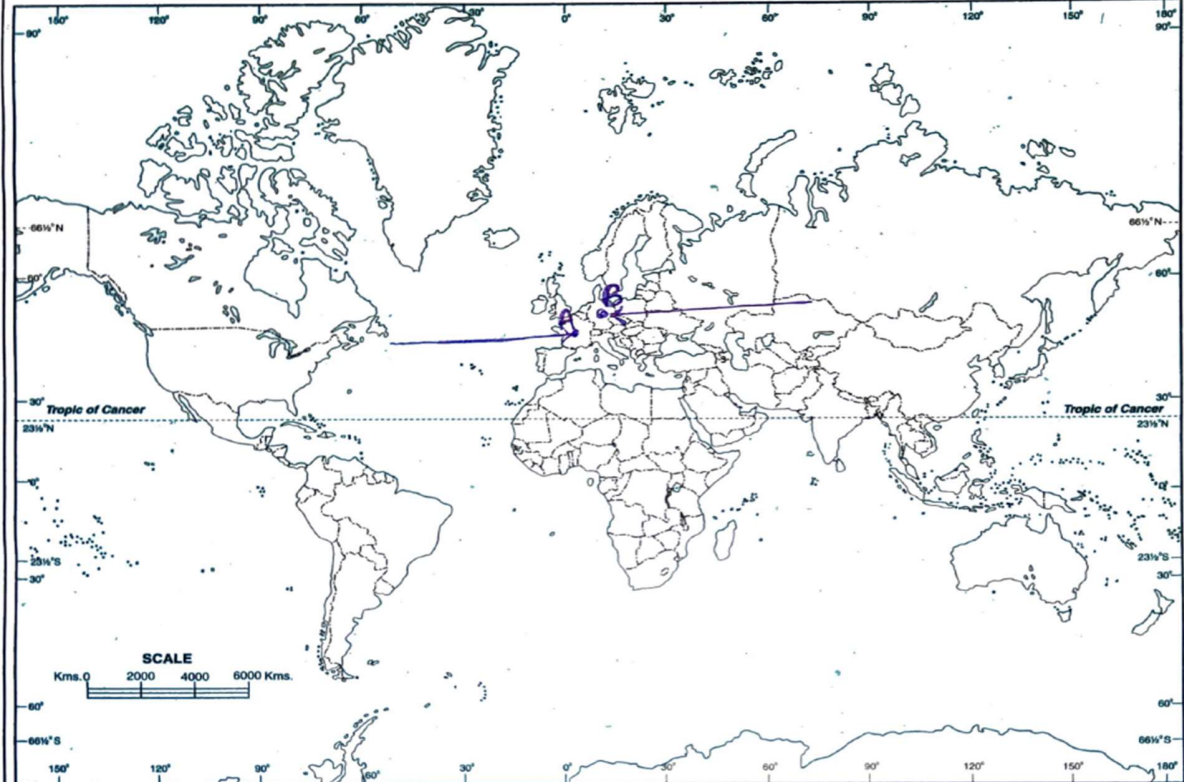 150° 120° 90° 60° 30° 0° 30° 60° 90° 120° 150° 180°
90° 90°
66½°N 66½°N
60° 60°
B
A
30° 30°
Tropic of Cancer Tropic of Cancer
23½°N 23½°N
0° 0°
23½°S 23½°S
30° 30°
SCALE
Kms.0 2000 4000 6000 Kms.
60° 60°
66½°S 66½°S
150° 120° 90° 60° 30° 0° 30° 60° 90° 120° 150° 180°